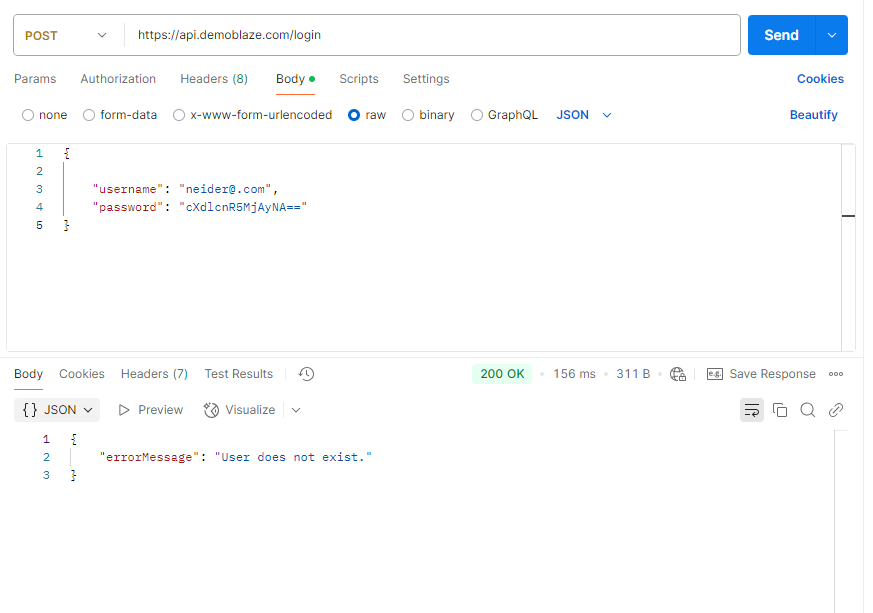 POST https://api.demoblaze.com/login Send
Params Authorization Headers (8) Body Scripts Settings Cookies
none form-data x-www-form-urlencoded raw binary GraphQL JSON Beautify
1 {
2
3 "username": "neider@.com",
4 "password": "cXdlcnR5MjAyNA=="
5 }
Body Cookies Headers (7) Test Results 200 OK 156 ms 311 B e.g. Save Response
{} JSON Preview Visualize
1 {
2 "errorMessage": "User does not exist."
3 }